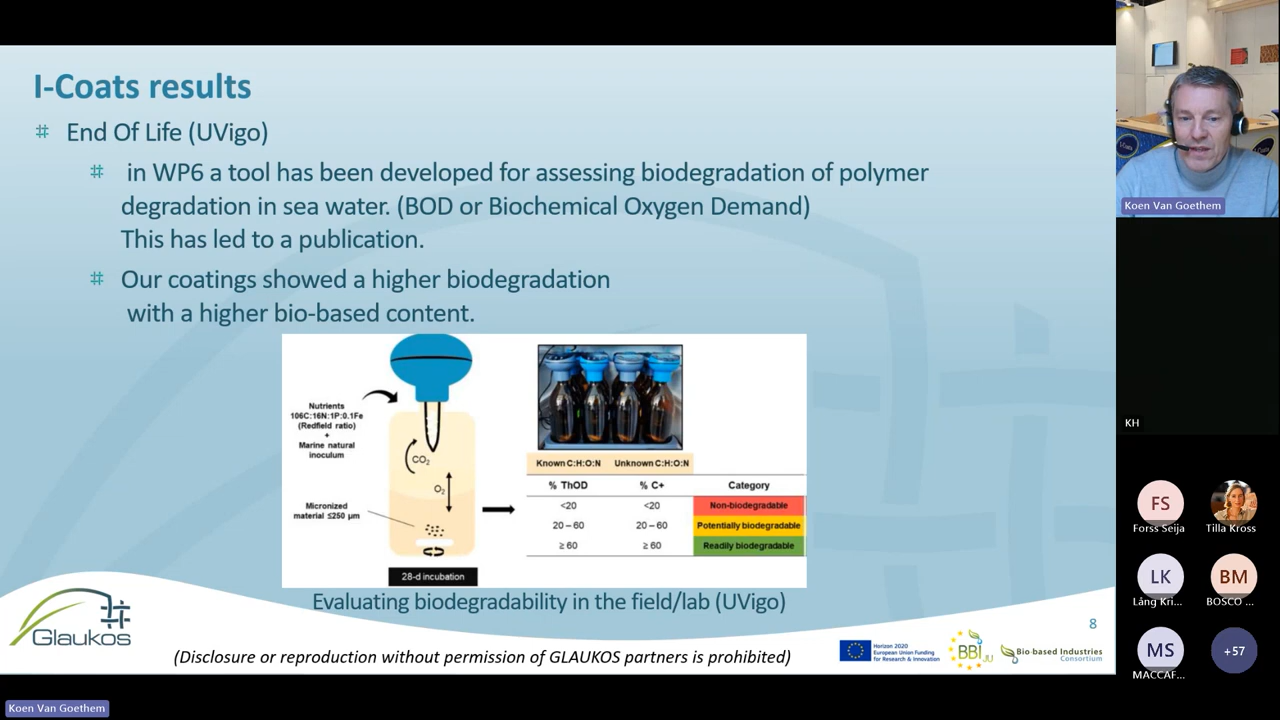 I-Coats results
# End Of Life (UVigo)
# in WP6 a tool has been developed for assessing biodegradation of polymer
degradation in sea water. (BOD or Biochemical Oxygen Demand)
This has led to a publication.
# Our coatings showed a higher biodegradation
with a higher bio-based content.
Nutrients
106C:16N:1P:0.1Fe
(Redfield ratio)
+
Marine natural
inoculum
CO2
O2
Micronized
material ≤250 µm
28-d incubation
Known C:H:O:N Unknown C:H:O:N
% ThOD % C+ Category
<20 <20 Non-biodegradable
20 – 60 20 – 60 Potentially biodegradable
≥ 60 ≥ 60 Readily biodegradable
Evaluating biodegradability in the field/lab (UVigo)
8
Glaukos
(Disclosure or reproduction without permission of GLAUKOS partners is prohibited)
Horizon 2020
European Union Funding
for Research & Innovation
BBI JU
Bio-based Industries
Consortium
I-Coats
Koen Van Goethem
KH
FS
Forss Seija
Tilla Kross
LK
Lång Kri...
BM
BOSCO ...
MS
MACCAF...
+57
Koen Van Goethem